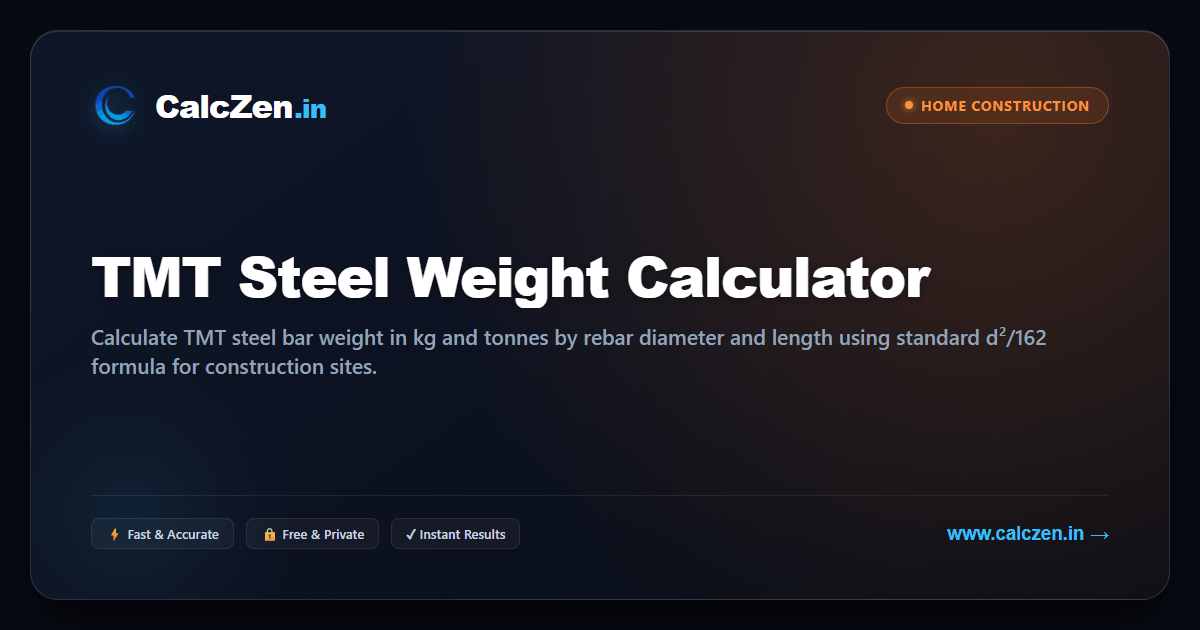 CalcZen.in
HOME CONSTRUCTION
TMT Steel Weight Calculator
Calculate TMT steel bar weight in kg and tonnes by rebar diameter and length using standard d²/162
formula for construction sites.
Fast & Accurate
Free & Private
✓ Instant Results
www.calczen.in →